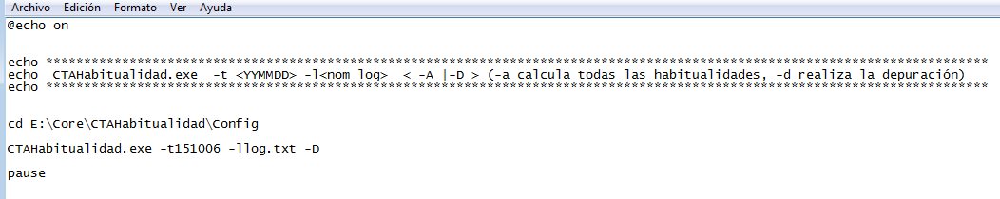 Archivo Edición Formato Ver Ayuda
@echo on
echo ****************************************************************************************************************************
echo  CTAHabitualidad.exe  -t <YYMMDD> -l<nom log>  < -A |-D > (-a calcula todas las habitualidades, -d realiza la depuración)
echo ****************************************************************************************************************************
cd E:\Core\CTAHabitualidad\Config
CTAHabitualidad.exe -t151006 -llog.txt -D
pause